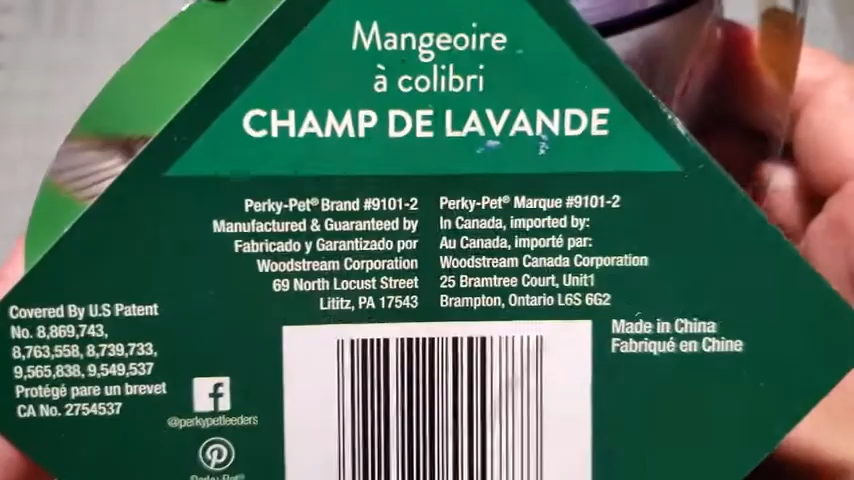 Mangeoire
à colibri
CHAMP DE LAVANDE
Perky-Pet® Brand #9101-2
Manufactured & Guaranteed by
Fabricado y Garantizado por
Woodstream Corporation
69 North Locust Street
Lititz, PA 17543
Perky-Pet® Marque #9101-2
In Canada, imported by:
Au Canada, importé par:
Woodstream Canada Corporation
25 Bramtree Court, Unit1
Brampton, Ontario L6S 6G2
Covered By U.S Patent
No. 8,869,743,
8,763,558, 8,739,733,
9,565,838, 9,549,537
Protégé pare un brevet
CA No. 2754537
@perkypetfeeders
Perky-Pet®
Made in China
Fabriqué en Chine